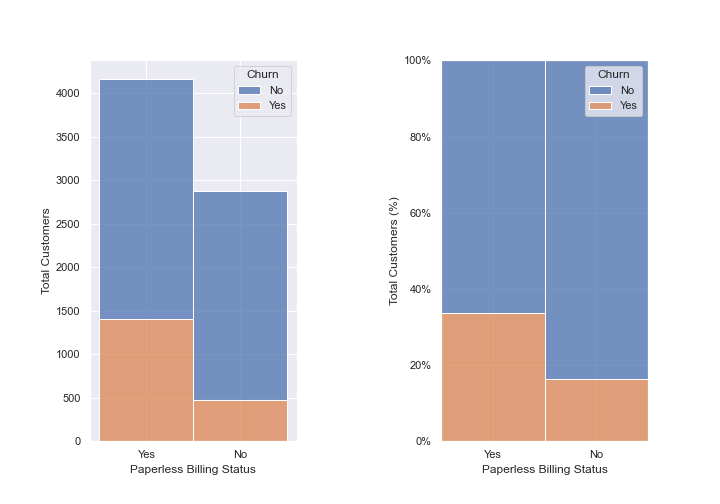 Total Customers
4000
3500
3000
2500
2000
1500
1000
500
0
Churn
No
Yes
Yes
No
Paperless Billing Status
Total Customers (%)
100%
80%
60%
40%
20%
0%
Churn
No
Yes
Yes
No
Paperless Billing Status